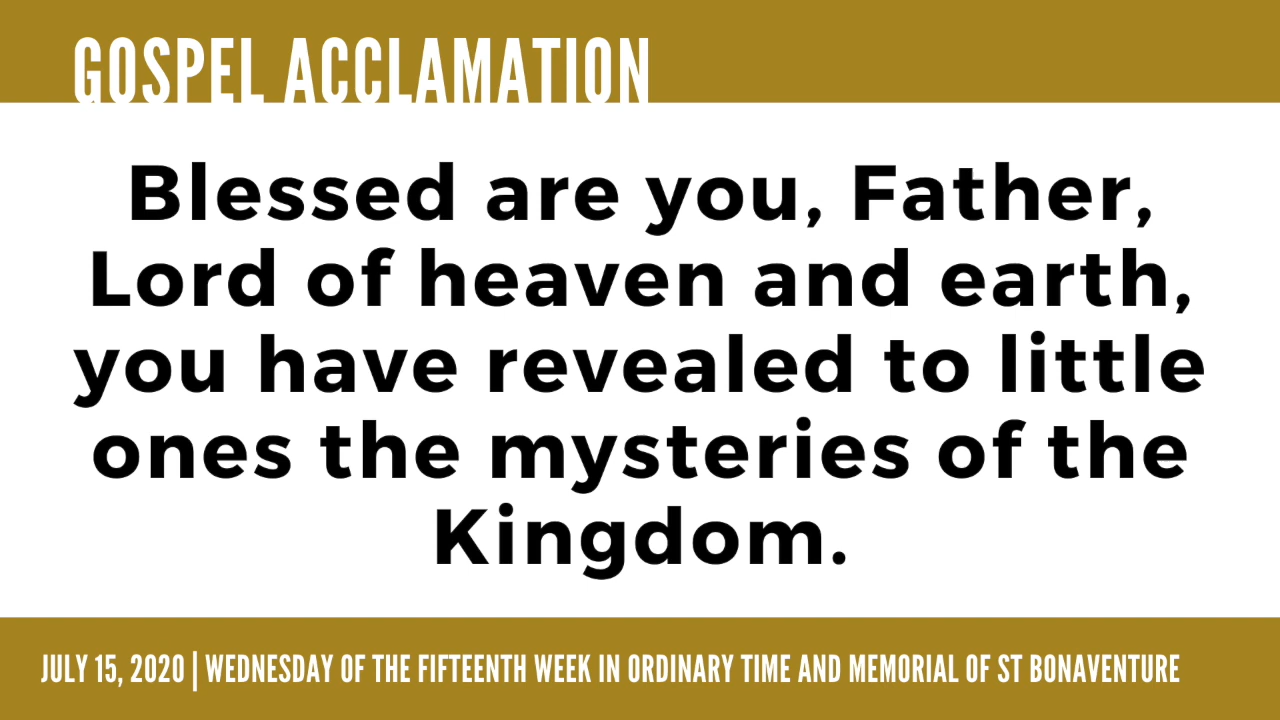 GOSPEL ACCLAMATION
Blessed are you, Father,
Lord of heaven and earth,
you have revealed to little
ones the mysteries of the
Kingdom.
JULY 15, 2020 | WEDNESDAY OF THE FIFTEENTH WEEK IN ORDINARY TIME AND MEMORIAL OF ST BONAVENTURE